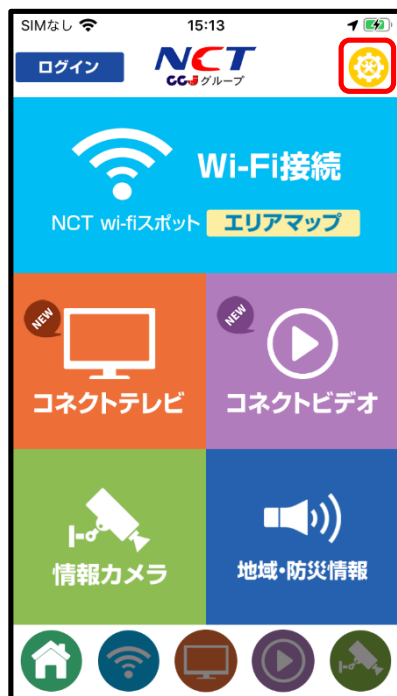 SIMなし 15:13
ログイン
NCT
CCJグループ
Wi-Fi接続
NCT wi-fiスポット エリアマップ
NEW NEW
コネクトテレビ コネクトビデオ
情報カメラ 地域・防災情報